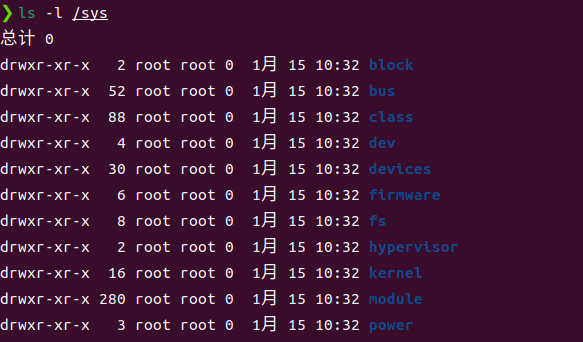 ❯ ls -l /sys
总计 0
drwxr-xr-x   2 root root 0  1月 15 10:32 block
drwxr-xr-x  52 root root 0  1月 15 10:32 bus
drwxr-xr-x  88 root root 0  1月 15 10:32 class
drwxr-xr-x   4 root root 0  1月 15 10:32 dev
drwxr-xr-x  30 root root 0  1月 15 10:32 devices
drwxr-xr-x   6 root root 0  1月 15 10:32 firmware
drwxr-xr-x   8 root root 0  1月 15 10:32 fs
drwxr-xr-x   2 root root 0  1月 15 10:32 hypervisor
drwxr-xr-x  16 root root 0  1月 15 10:32 kernel
drwxr-xr-x 280 root root 0  1月 15 10:32 module
drwxr-xr-x   3 root root 0  1月 15 10:32 power